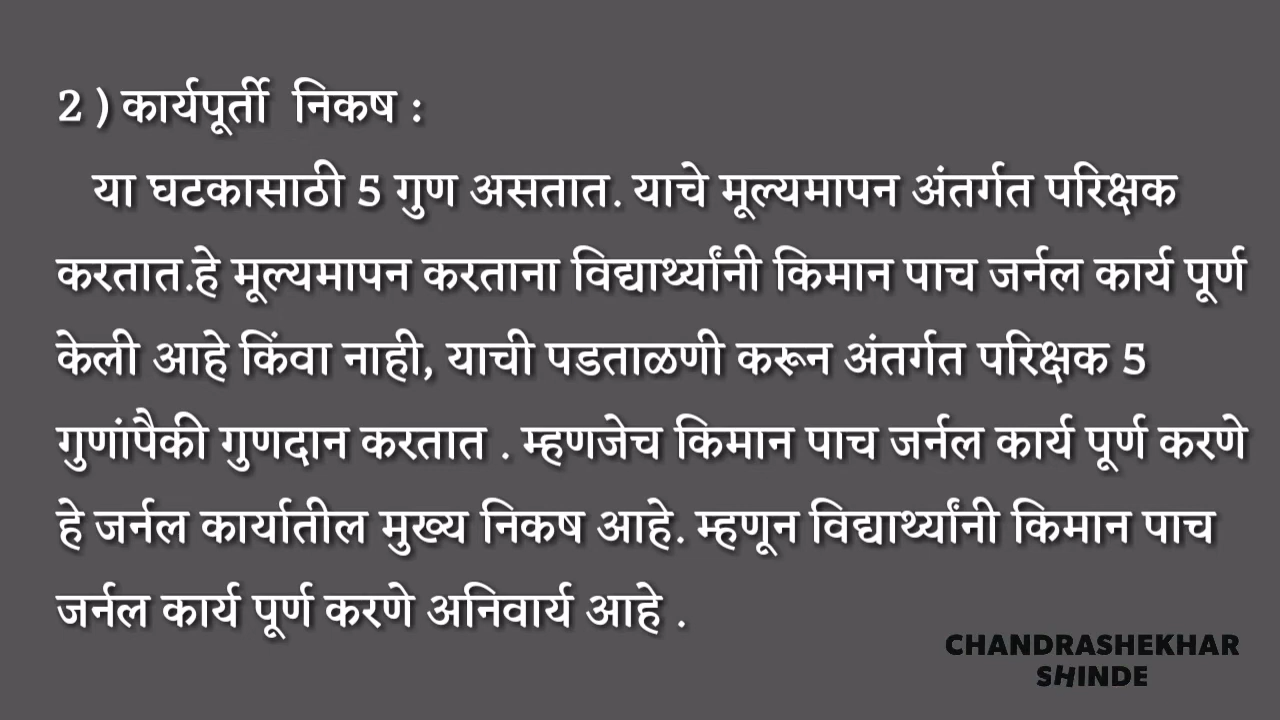 2 ) कार्यपूर्ती निकष :
या घटकासाठी 5 गुण असतात. याचे मूल्यमापन अंतर्गत परिक्षक
करतात.हे मूल्यमापन करताना विद्यार्थ्यांनी किमान पाच जर्नल कार्य पूर्ण
केली आहे किंवा नाही, याची पडताळणी करून अंतर्गत परिक्षक 5
गुणांपैकी गुणदान करतात . म्हणजेच किमान पाच जर्नल कार्य पूर्ण करणे
हे जर्नल कार्यातील मुख्य निकष आहे. म्हणून विद्यार्थ्यांनी किमान पाच
जर्नल कार्य पूर्ण करणे अनिवार्य आहे .
CHANDRASHEKHAR
SHINDE